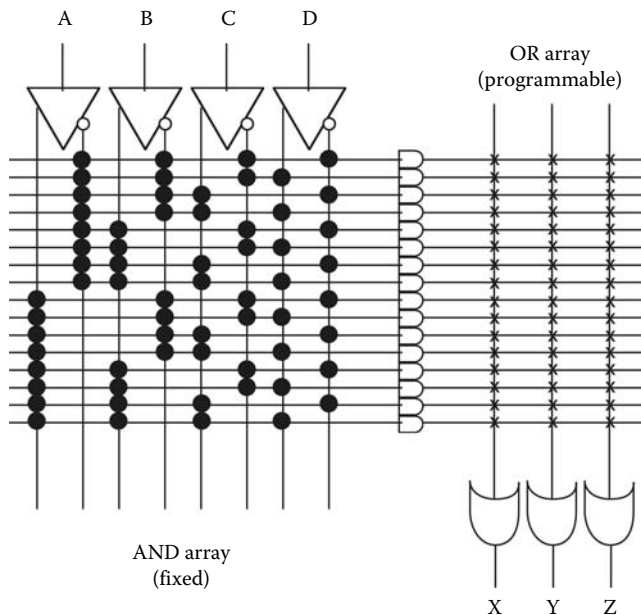 A B C D
OR array
(programmable)
AND array
(fixed)
X Y Z